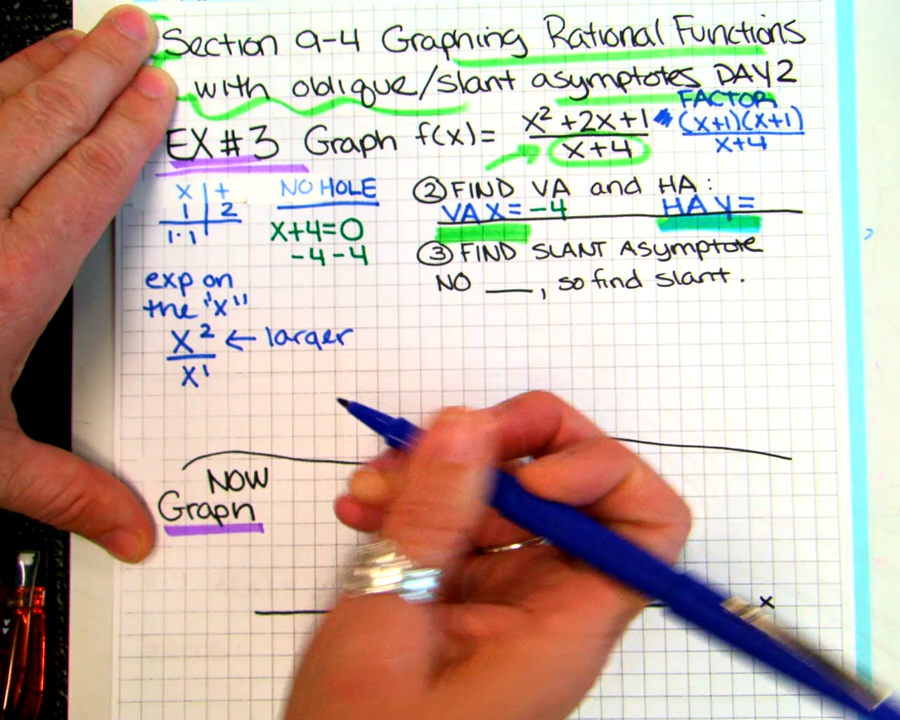 Section 9-4 Graphing Rational Functions
with oblique/slant asymptotes DAY 2
FACTOR
EX #3 Graph f(x)= x² +2x+1 / x+4 (x+1)(x+1) / x+4
x | +
1 | 2
1·1
NO HOLE
x+4=0
-4 -4
② FIND VA and HA:
VA X= -4 HA y=
③ FIND SLANT Asymptote
NO ___, so find slant.
exp on
the "x"
x² ← larger
x¹
NOW
Graph
x